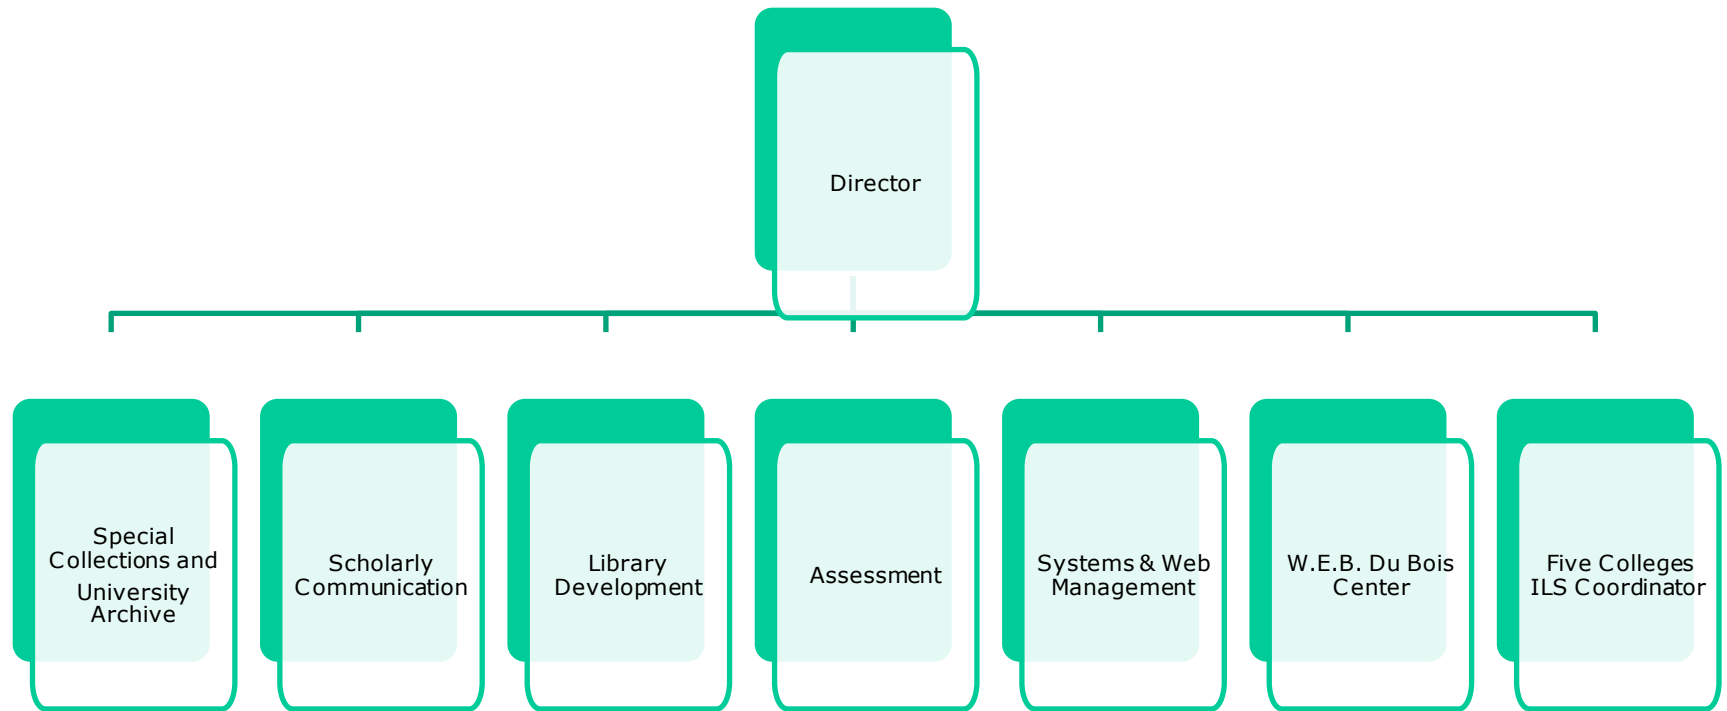 Director
Special
Collections and
University
Archive
Scholarly
Communication
Library
Development
Assessment
Systems & Web
Management
W.E.B. Du Bois
Center
Five Colleges
ILS Coordinator